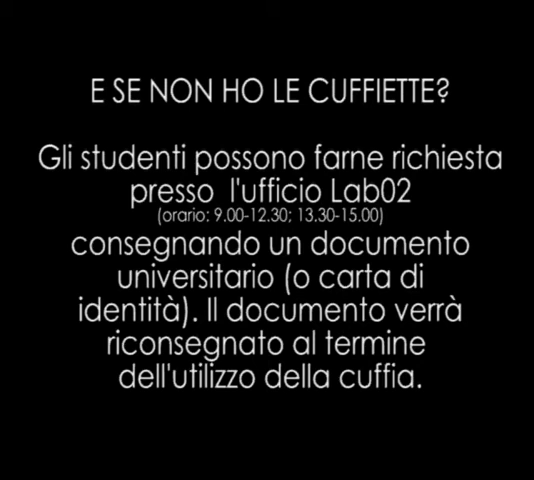 E SE NON HO LE CUFFIETTE?
Gli studenti possono farne richiesta
presso l'ufficio Lab02
(orario: 9.00-12.30; 13.30-15.00)
consegnando un documento
universitario (o carta di
identità). Il documento verrà
riconsegnato al termine
dell'utilizzo della cuffia.